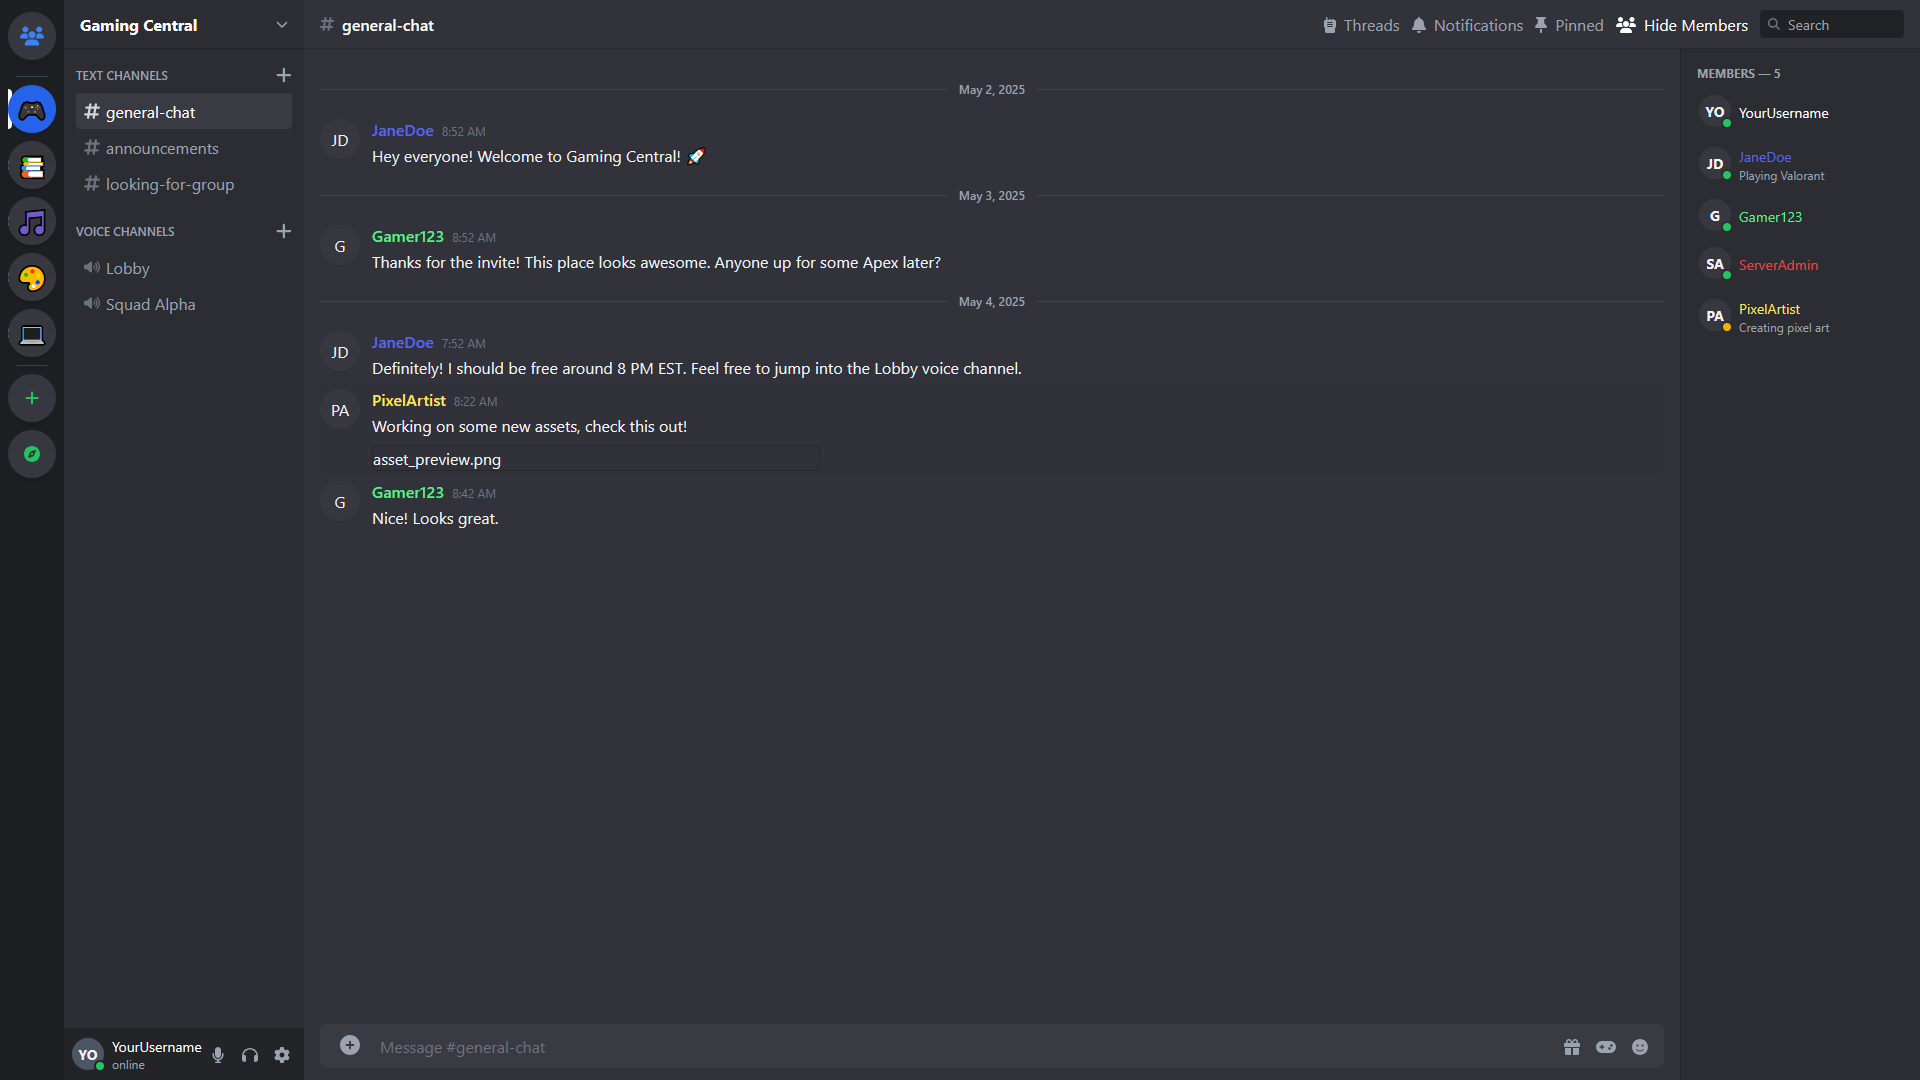 Gaming Central
TEXT CHANNELS
general-chat
announcements
looking-for-group
VOICE CHANNELS
Lobby
Squad Alpha
YO
YourUsername
online
# general-chat
Threads
Notifications
Pinned
Hide Members
Search
May 2, 2025
JD
JaneDoe 8:52 AM
Hey everyone! Welcome to Gaming Central! 🚀
May 3, 2025
G
Gamer123 8:52 AM
Thanks for the invite! This place looks awesome. Anyone up for some Apex later?
May 4, 2025
JD
JaneDoe 7:52 AM
Definitely! I should be free around 8 PM EST. Feel free to jump into the Lobby voice channel.
PA
PixelArtist 8:22 AM
Working on some new assets, check this out!
asset_preview.png
G
Gamer123 8:42 AM
Nice! Looks great.
Message #general-chat
MEMBERS — 5
YO
YourUsername
JD
JaneDoe
Playing Valorant
G
Gamer123
SA
ServerAdmin
PA
PixelArtist
Creating pixel art